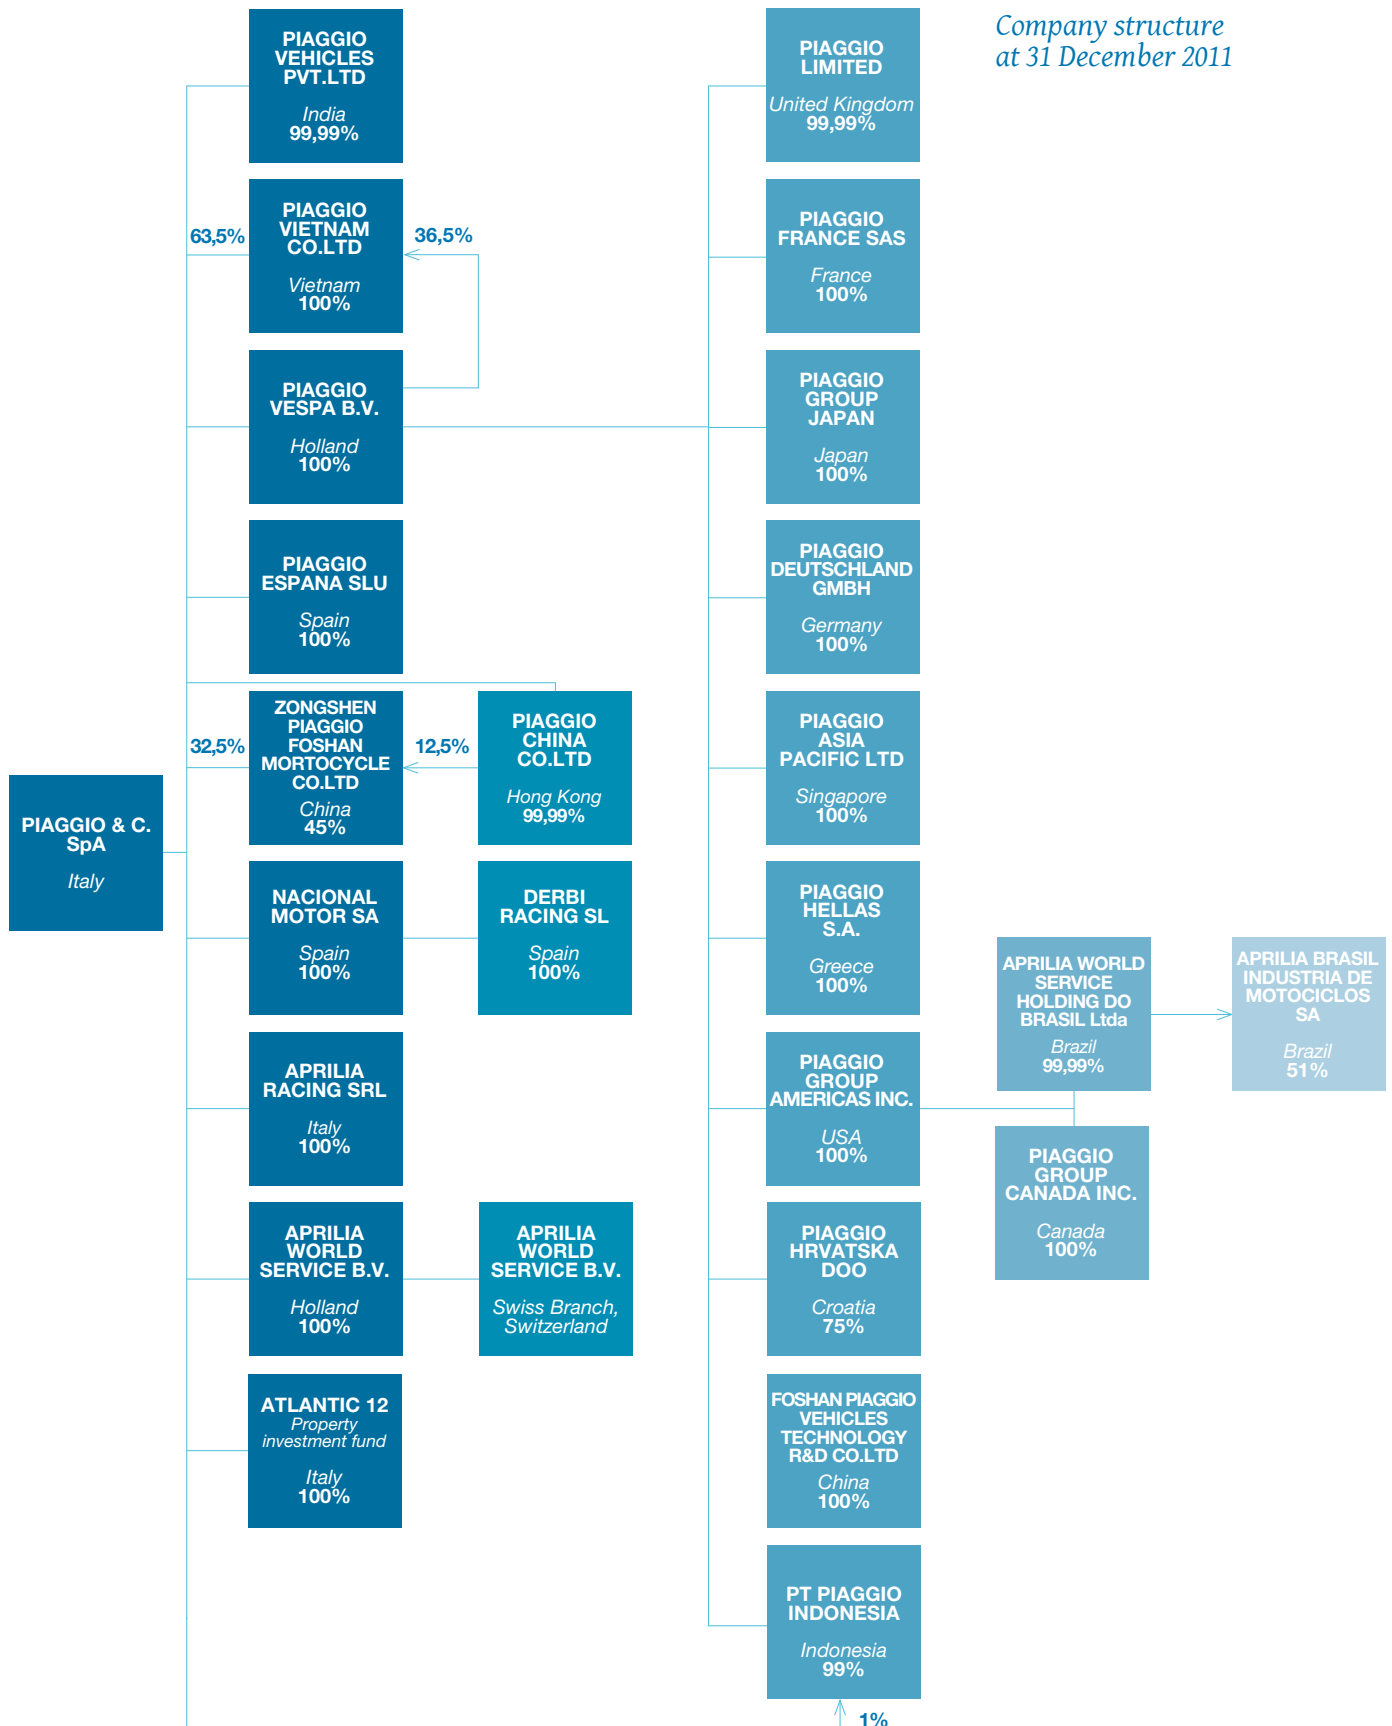 Company structure
at 31 December 2011
PIAGGIO & C.
SpA
Italy
PIAGGIO
VEHICLES
PVT.LTD
India
99,99%
63,5%
PIAGGIO
VIETNAM
CO.LTD
Vietnam
100%
36,5%
PIAGGIO
VESPA B.V.
Holland
100%
PIAGGIO
ESPANA SLU
Spain
100%
32,5%
ZONGSHEN
PIAGGIO
FOSHAN
MORTOCYCLE
CO.LTD
China
45%
12,5%
PIAGGIO
CHINA
CO.LTD
Hong Kong
99,99%
NACIONAL
MOTOR SA
Spain
100%
DERBI
RACING SL
Spain
100%
APRILIA
RACING SRL
Italy
100%
APRILIA
WORLD
SERVICE B.V.
Holland
100%
APRILIA
WORLD
SERVICE B.V.
Swiss Branch,
Switzerland
ATLANTIC 12
Property
investment fund
Italy
100%
PIAGGIO
LIMITED
United Kingdom
99,99%
PIAGGIO
FRANCE SAS
France
100%
PIAGGIO
GROUP
JAPAN
Japan
100%
PIAGGIO
DEUTSCHLAND
GMBH
Germany
100%
PIAGGIO
ASIA
PACIFIC LTD
Singapore
100%
PIAGGIO
HELLAS
S.A.
Greece
100%
PIAGGIO
GROUP
AMERICAS INC.
USA
100%
APRILIA WORLD
SERVICE
HOLDING DO
BRASIL Ltda
Brazil
99,99%
APRILIA BRASIL
INDUSTRIA DE
MOTOCICLOS
SA
Brazil
51%
PIAGGIO
GROUP
CANADA INC.
Canada
100%
PIAGGIO
HRVATSKA
DOO
Croatia
75%
FOSHAN PIAGGIO
VEHICLES
TECHNOLOGY
R&D CO.LTD
China
100%
PT PIAGGIO
INDONESIA
Indonesia
99%
1%